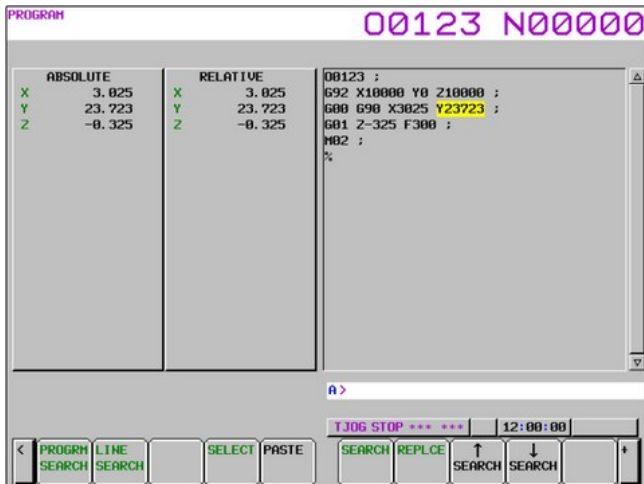 PROGRAM
O0123 N00000
ABSOLUTE
X 3.025
Y 23.723
Z -0.325
RELATIVE
X 3.025
Y 23.723
Z -0.325
O0123 ;
G92 X10000 Y0 Z10000 ;
G00 G90 X3025 Y23723 ;
G01 Z-325 F300 ;
M02 ;
%
A>
TJOG STOP *** ***
12:00:00
< PROGRM SEARCH
LINE SEARCH
SELECT
PASTE
SEARCH
REPLCE
↑ SEARCH
↓ SEARCH
+